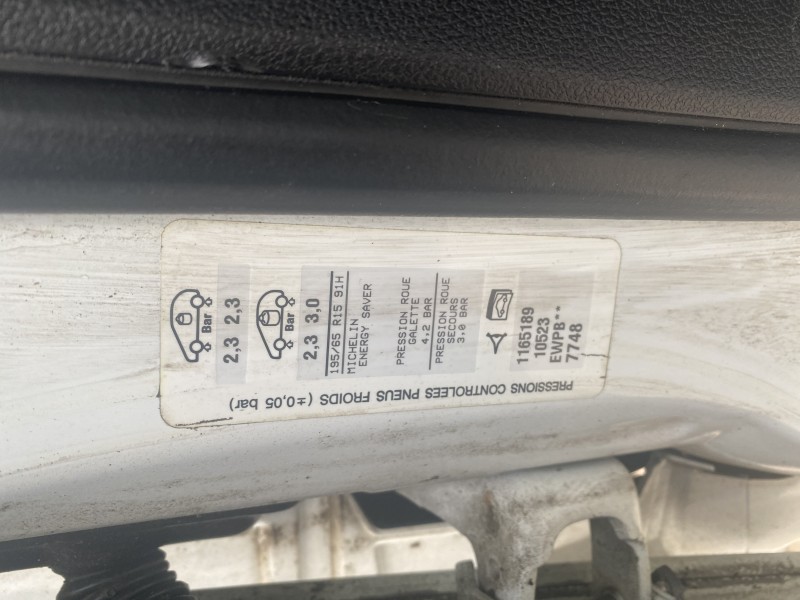 Bar
2,3 2,3
Bar
2,3 3,0
195/65 R15 91H
MICHELIN
ENERGY SAVER
PRESSION ROUE
GALETTE
4,2 BAR
PRESSION ROUE
SECOURS
3,0 BAR
1165189
10523
EWPB**
7748
PRESSIONS CONTROLEES PNEUS FROIDS (±0,05 bar)